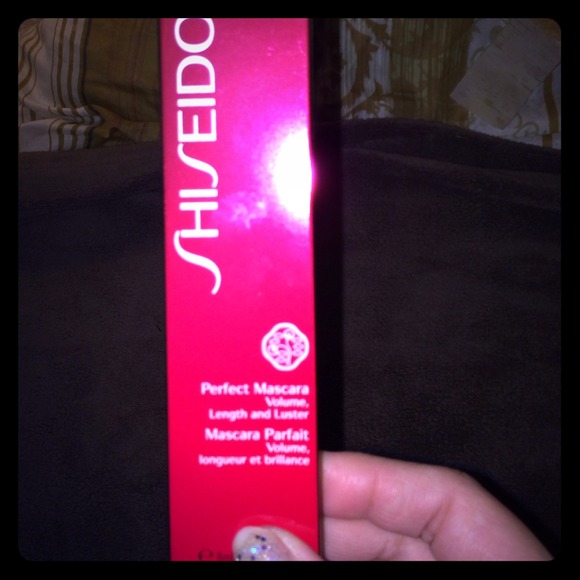 SHISEIDO
Perfect Mascara
Volume,
Length and Luster
Mascara Parfait
Volume,
longueur et brillance